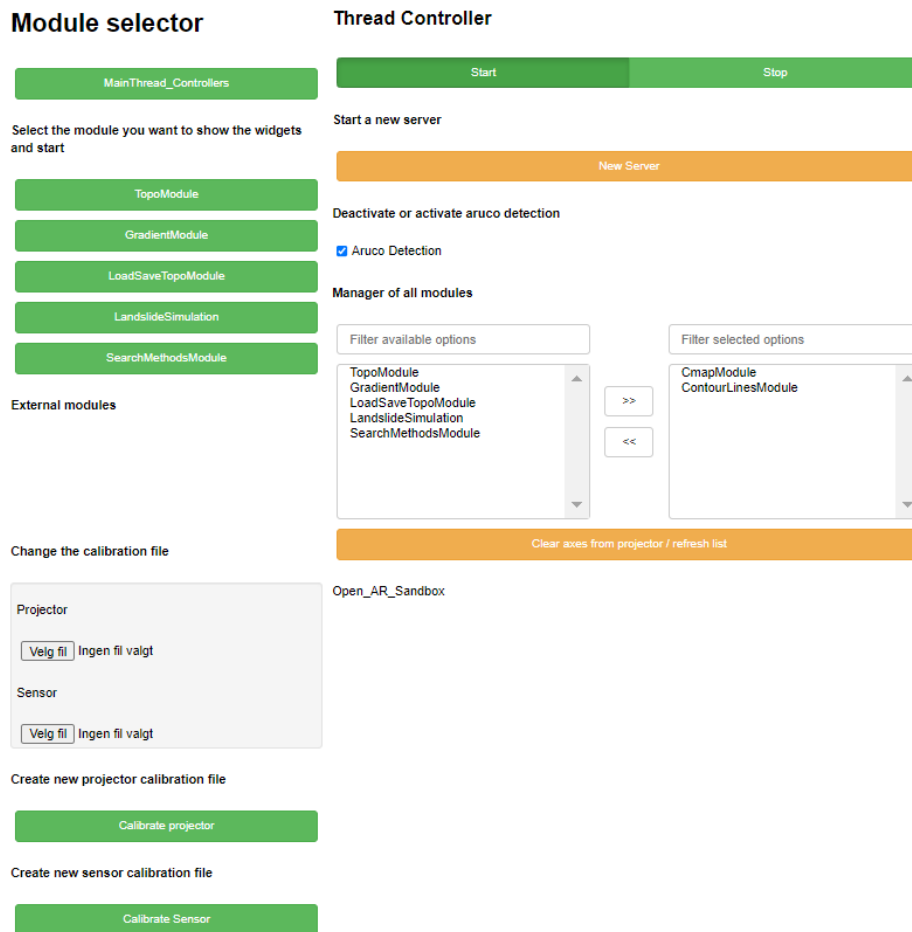 Module selector
MainThread_Controllers
Select the module you want to show the widgets
and start
TopoModule
GradientModule
LoadSaveTopoModule
LandslideSimulation
SearchMethodsModule
External modules
Change the calibration file
Projector
Velg fil Ingen fil valgt
Sensor
Velg fil Ingen fil valgt
Create new projector calibration file
Calibrate projector
Create new sensor calibration file
Calibrate Sensor
Thread Controller
Start Stop
Start a new server
New Server
Deactivate or activate aruco detection
Aruco Detection
Manager of all modules
Filter available options
TopoModule
GradientModule
LoadSaveTopoModule
LandslideSimulation
SearchMethodsModule
>>
<<
Filter selected options
CmapModule
ContourLinesModule
Clear axes from projector / refresh list
Open_AR_Sandbox